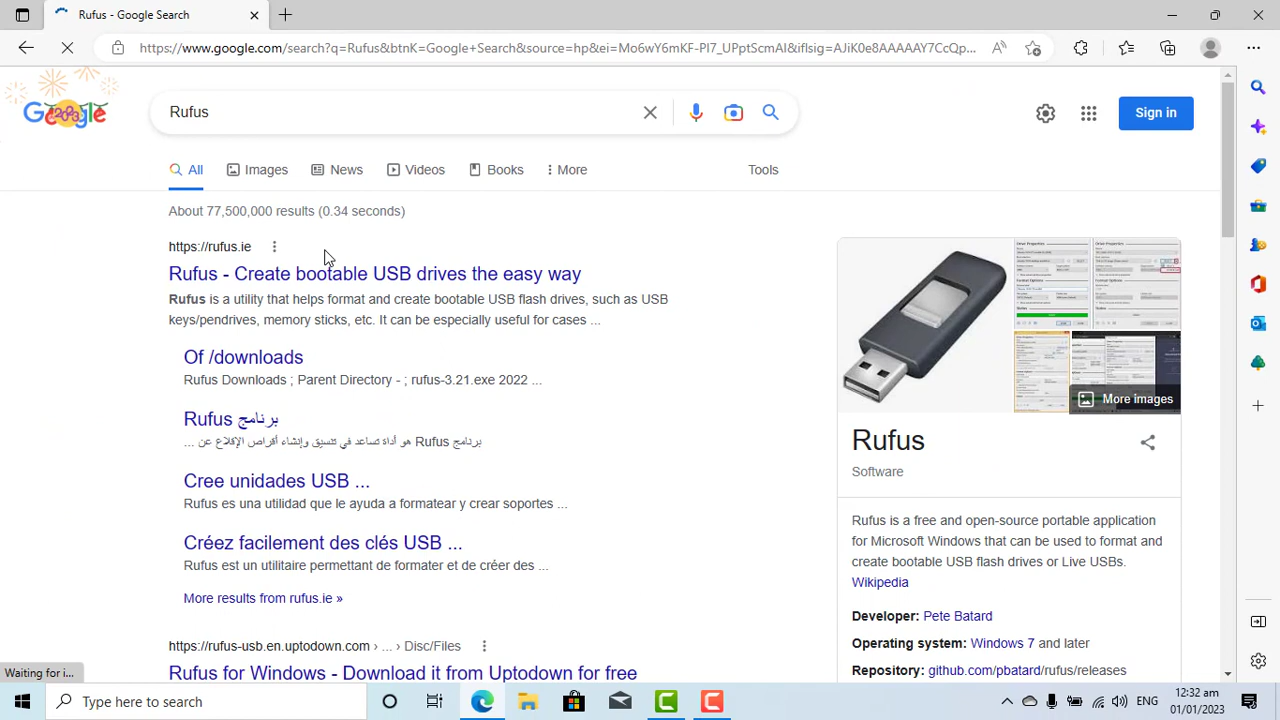 Rufus - Google Search
https://www.google.com/search?q=Rufus&btnK=Google+Search&source=hp&ei=Mo6wY6mKF-PI7_UPptScmAI&iflsig=AJiK0e8AAAAAY7CcQp...
Google
2023
Rufus
Sign in
All Images News Videos Books More Tools
About 77,500,000 results (0.34 seconds)
https://rufus.ie
Rufus - Create bootable USB drives the easy way
Rufus is a utility that helps format and create bootable USB flash drives, such as USB
keys/pendrives, memory sticks, etc. It can be especially useful for cases ...
Of /downloads
Rufus Downloads ; Parent Directory ; rufus-3.21 exe 2022 ...
برنامج Rufus
برنامج Rufus هو أداة تساعد في تنسيق وإنشاء أقراص الإقلاع عن ...
Cree unidades USB ...
Rufus es una utilidad que le ayuda a formatear y crear soportes ...
Créez facilement des clés USB ...
Rufus est un utilitaire permettant de formater et de créer des ...
More results from rufus.ie »
https://rufus-usb.en.uptodown.com › ... › Disc/Files
Rufus for Windows - Download it from Uptodown for free
More images
Rufus
Software
Rufus is a free and open-source portable application
for Microsoft Windows that can be used to format and
create bootable USB flash drives or Live USBs.
Wikipedia
Developer: Pete Batard
Operating system: Windows 7 and later
Repository: github.com/pbatard/rufus/releases
Waiting for i...
Type here to search
ENG
12:32 am
01/01/2023